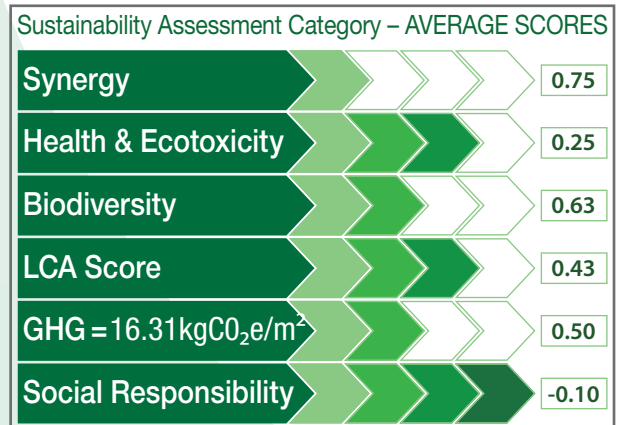 Sustainability Assessment Category – AVERAGE SCORES
Synergy 0.75
Health & Ecotoxicity 0.25
Biodiversity 0.63
LCA Score 0.43
GHG = 16.31kgC0₂e/m² 0.50
Social Responsibility -0.10